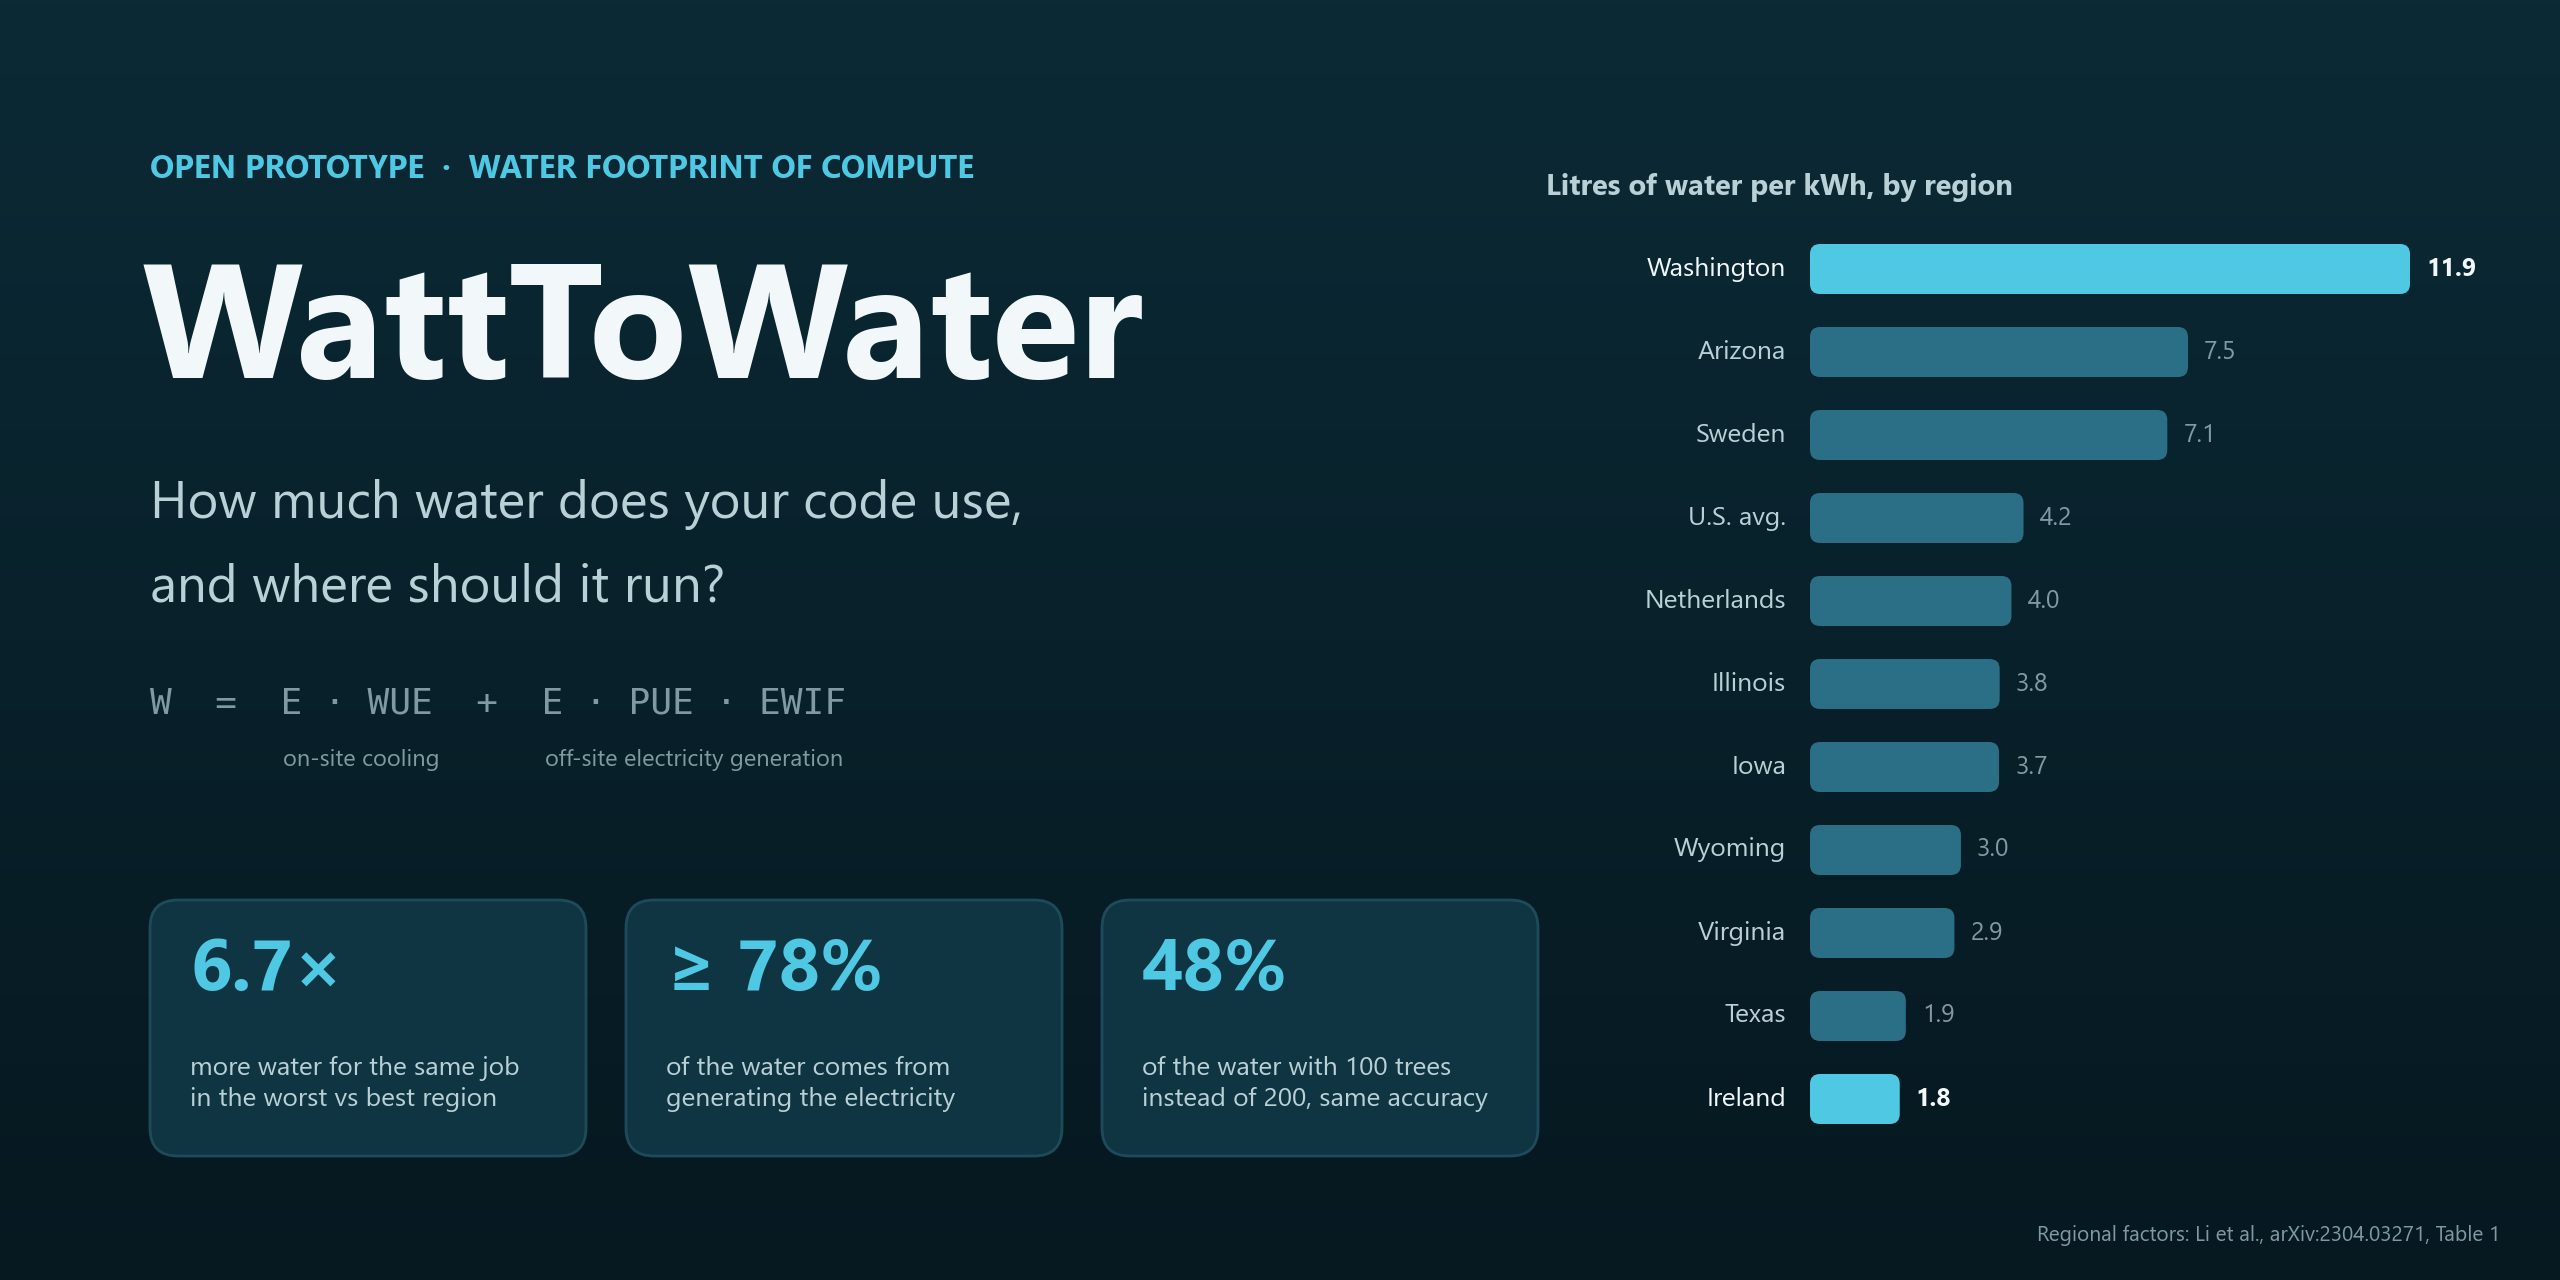 OPEN PROTOTYPE · WATER FOOTPRINT OF COMPUTE
WattToWater
How much water does your code use,
and where should it run?
W = E · WUE + E · PUE · EWIF
on-site cooling off-site electricity generation
6.7×
more water for the same job
in the worst vs best region
≥ 78%
of the water comes from
generating the electricity
48%
of the water with 100 trees
instead of 200, same accuracy
Litres of water per kWh, by region
Washington 11.9
Arizona 7.5
Sweden 7.1
U.S. avg. 4.2
Netherlands 4.0
Illinois 3.8
Iowa 3.7
Wyoming 3.0
Virginia 2.9
Texas 1.9
Ireland 1.8
Regional factors: Li et al., arXiv:2304.03271, Table 1